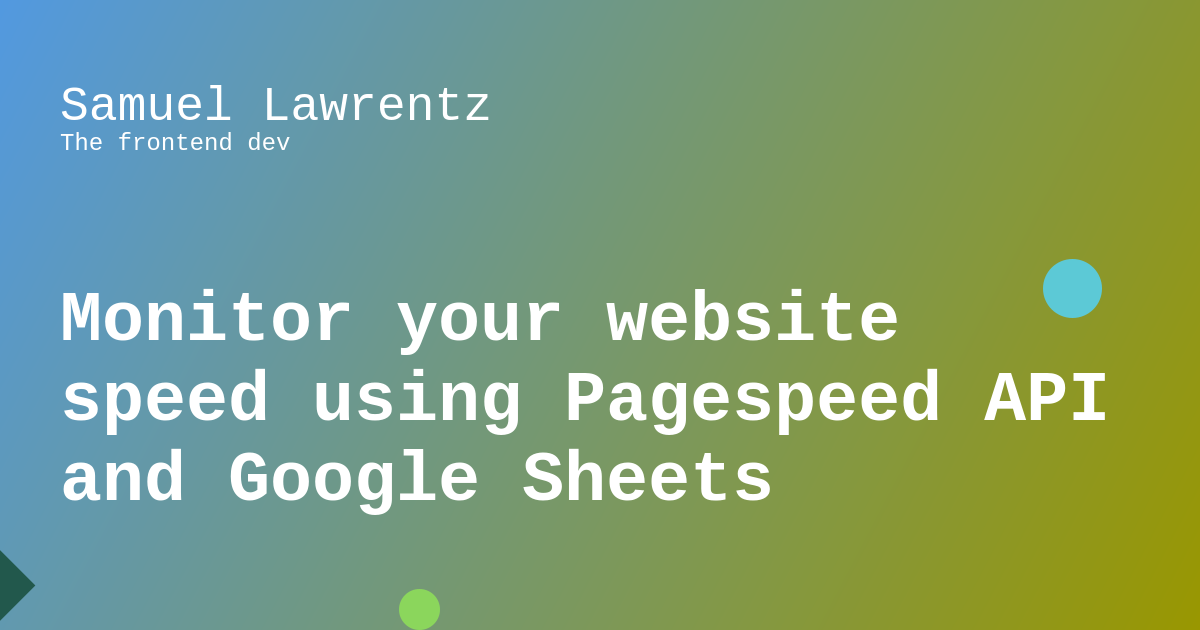 Samuel Lawrentz
The frontend dev
Monitor your website
speed using Pagespeed API
and Google Sheets